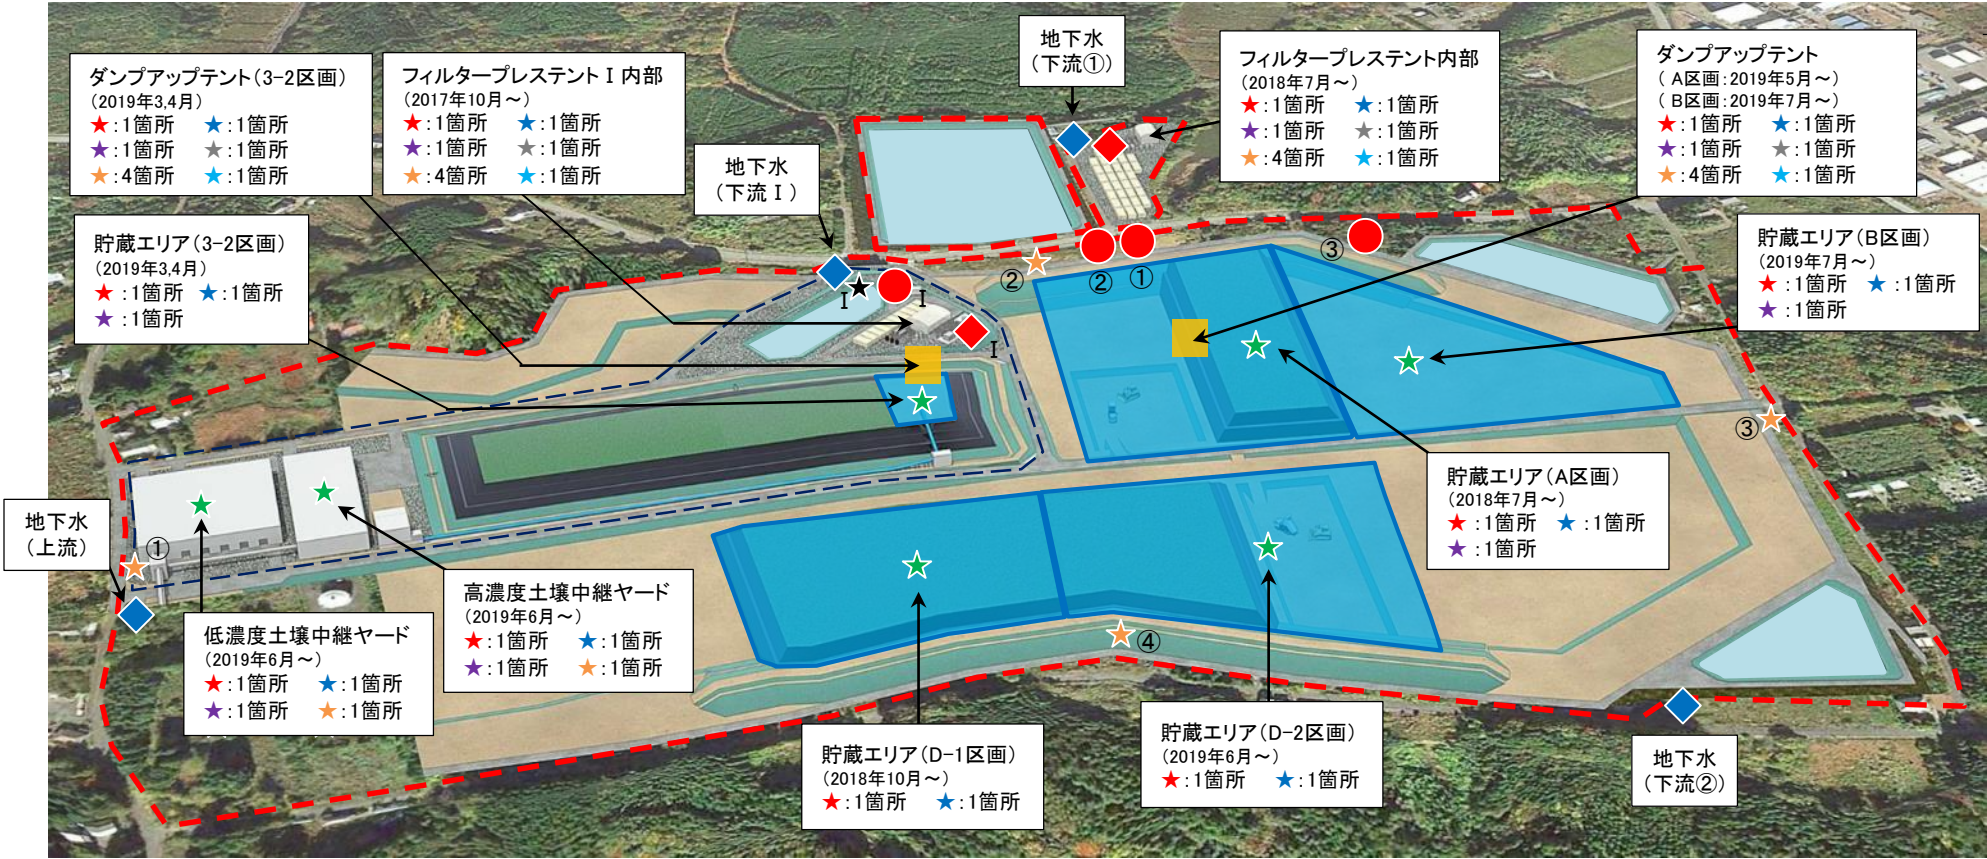 ダンプアップテント(3-2区画)
(2019年3,4月)
★:1箇所 ★:1箇所
★:1箇所 ★:1箇所
★:4箇所 ★:1箇所
フィルタープレステントⅠ内部
(2017年10月～)
★:1箇所 ★:1箇所
★:1箇所 ★:1箇所
★:4箇所 ★:1箇所
地下水
(下流①)
フィルタープレステント内部
(2018年7月～)
★:1箇所 ★:1箇所
★:1箇所 ★:1箇所
★:4箇所 ★:1箇所
ダンプアップテント
(A区画:2019年5月～)
(B区画:2019年7月～)
★:1箇所 ★:1箇所
★:1箇所 ★:1箇所
★:4箇所 ★:1箇所
地下水
(下流Ⅰ)
貯蔵エリア(3-2区画)
(2019年3,4月)
★:1箇所 ★:1箇所
★:1箇所
貯蔵エリア(B区画)
(2019年7月～)
★:1箇所 ★:1箇所
★:1箇所
②
②
①
③
Ⅰ
Ⅰ
Ⅰ
③
貯蔵エリア(A区画)
(2018年7月～)
★:1箇所 ★:1箇所
★:1箇所
地下水
(上流)
①
高濃度土壌中継ヤード
(2019年6月～)
★:1箇所 ★:1箇所
★:1箇所 ★:1箇所
低濃度土壌中継ヤード
(2019年6月～)
★:1箇所 ★:1箇所
★:1箇所 ★:1箇所
④
貯蔵エリア(D-1区画)
(2018年10月～)
★:1箇所 ★:1箇所
貯蔵エリア(D-2区画)
(2019年6月～)
★:1箇所 ★:1箇所
地下水
(下流②)